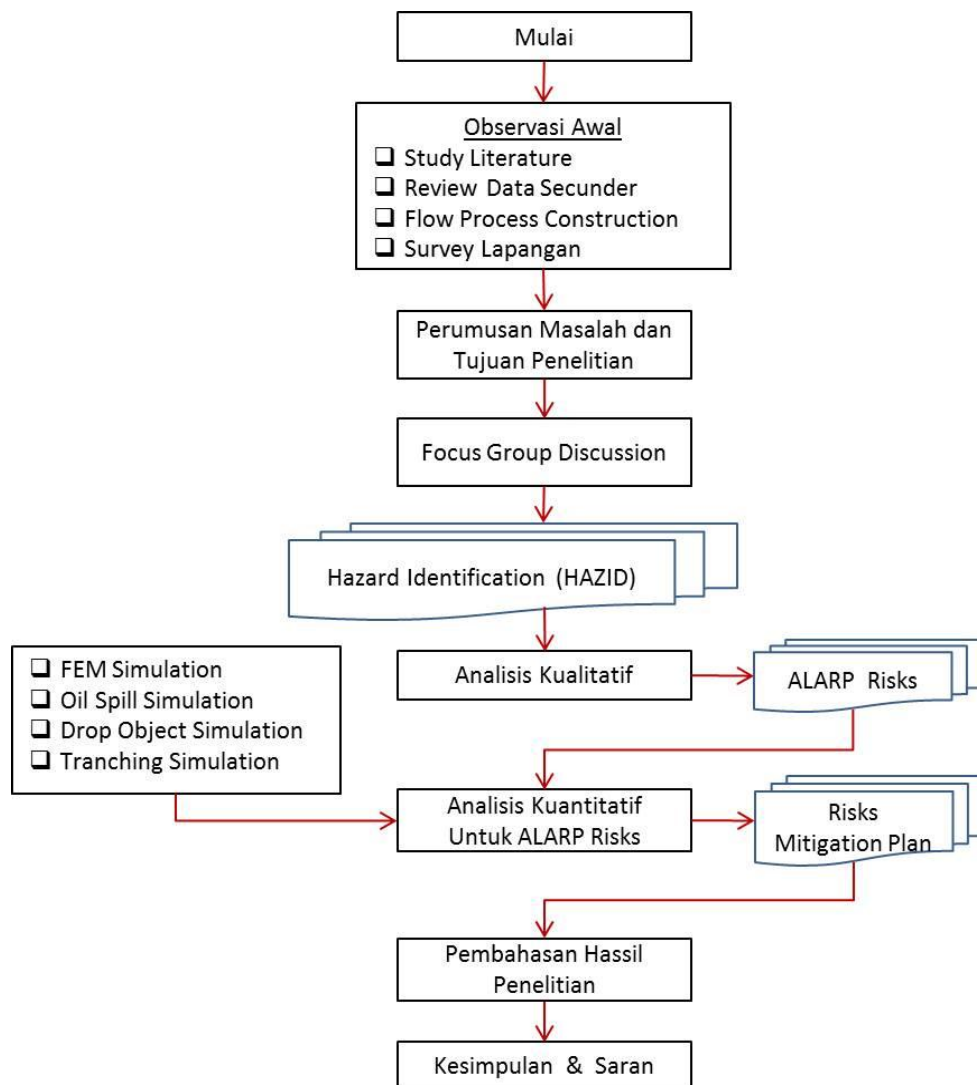 Mulai
Observasi Awal
❑ Study Literature
❑ Review Data Secunder
❑ Flow Process Construction
❑ Survey Lapangan
Perumusan Masalah dan
Tujuan Penelitian
Focus Group Discussion
Hazard Identification (HAZID)
❑ FEM Simulation
❑ Oil Spill Simulation
❑ Drop Object Simulation
❑ Tranching Simulation
Analisis Kualitatif
ALARP Risks
Analisis Kuantitatif
Untuk ALARP Risks
Risks
Mitigation Plan
Pembahasan Hassil
Penelitian
Kesimpulan & Saran